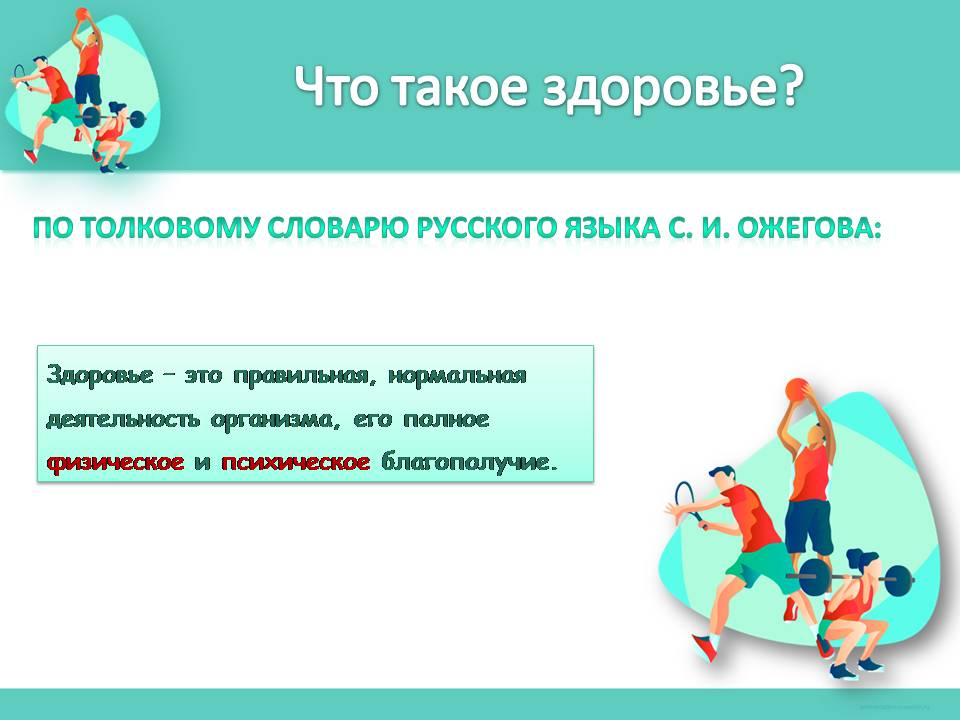 Что такое здоровье?
ПО ТОЛКОВОМУ СЛОВАРЮ РУССКОГО ЯЗЫКА С. И. ОЖЕГОВА:
Здоровье – это правильная, нормальная
деятельность организма, его полное
физическое и психическое благополучие.